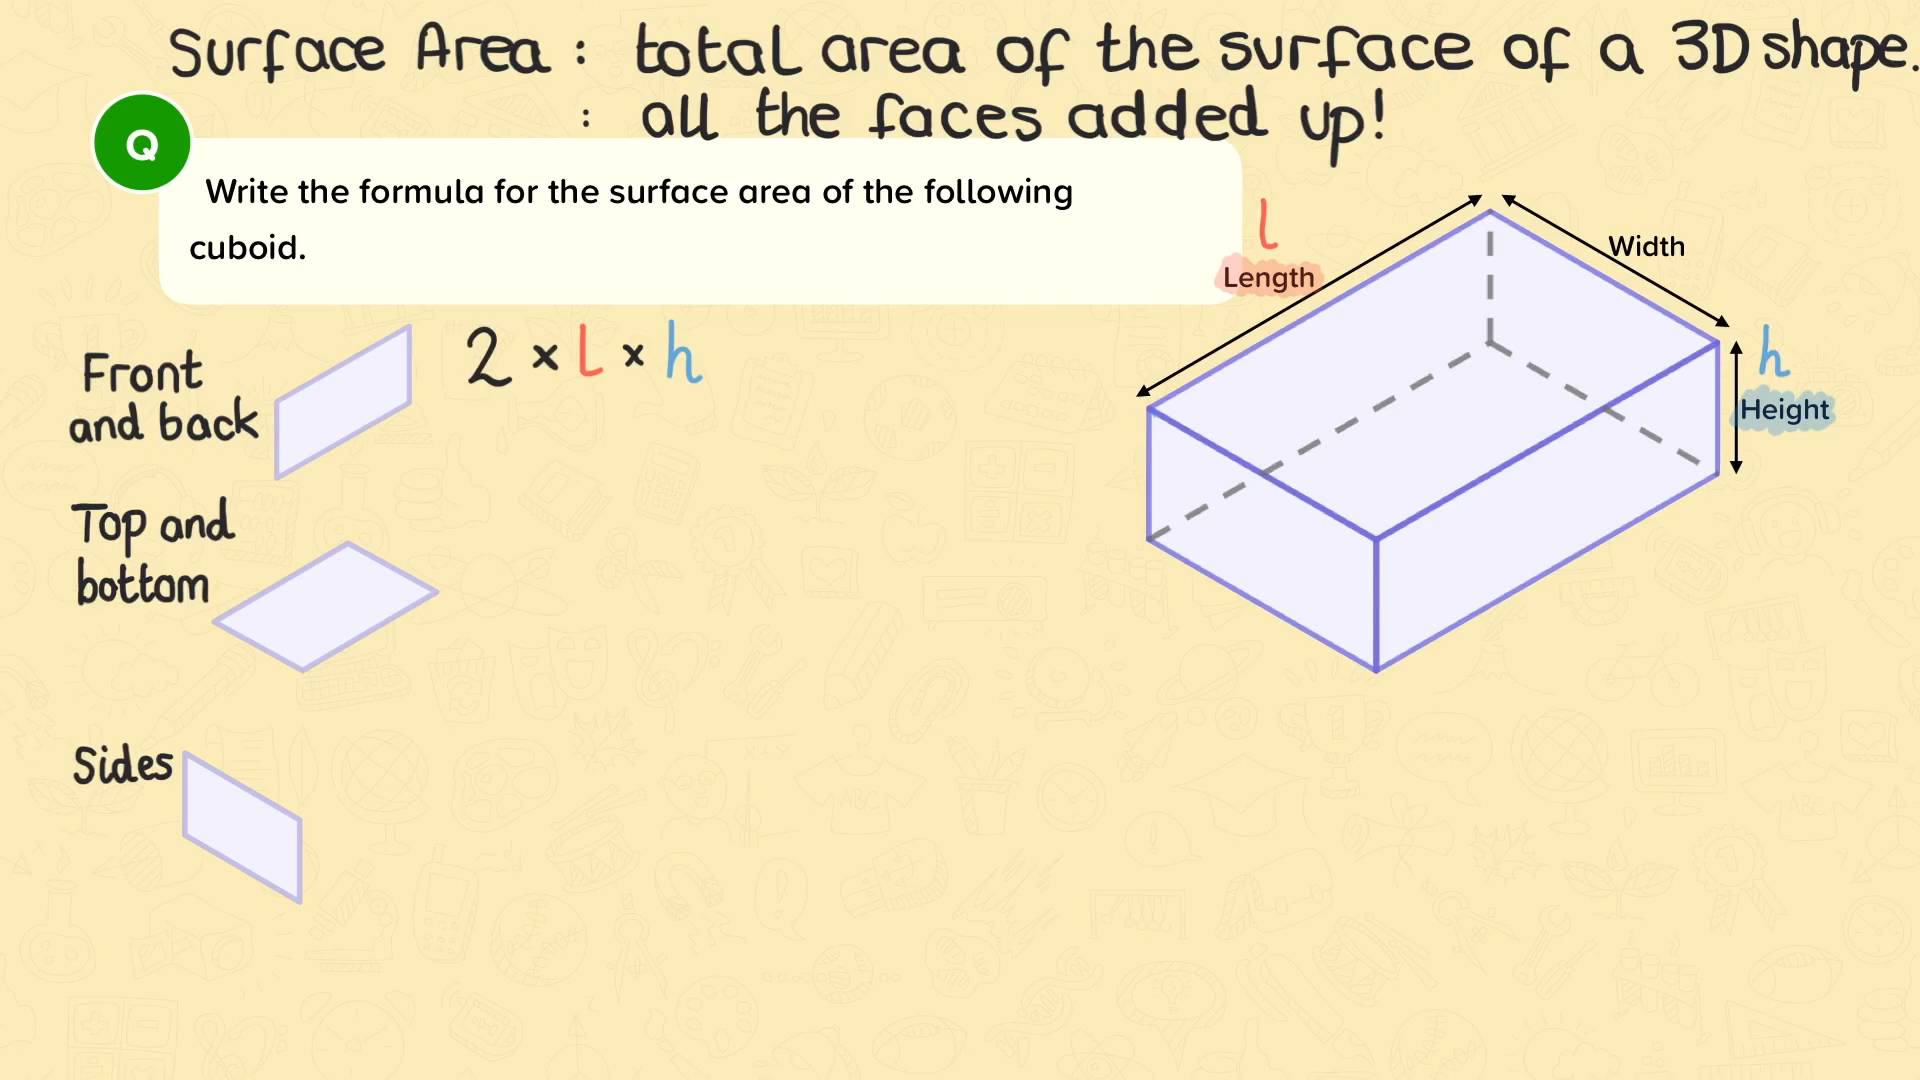 Surface Area : total area of the surface of a 3D shape.
: all the faces added up!
Q
Write the formula for the surface area of the following
cuboid.
l
Length
Width
h
Height
Front
and back
2 × l × h
Top and
bottom
Sides